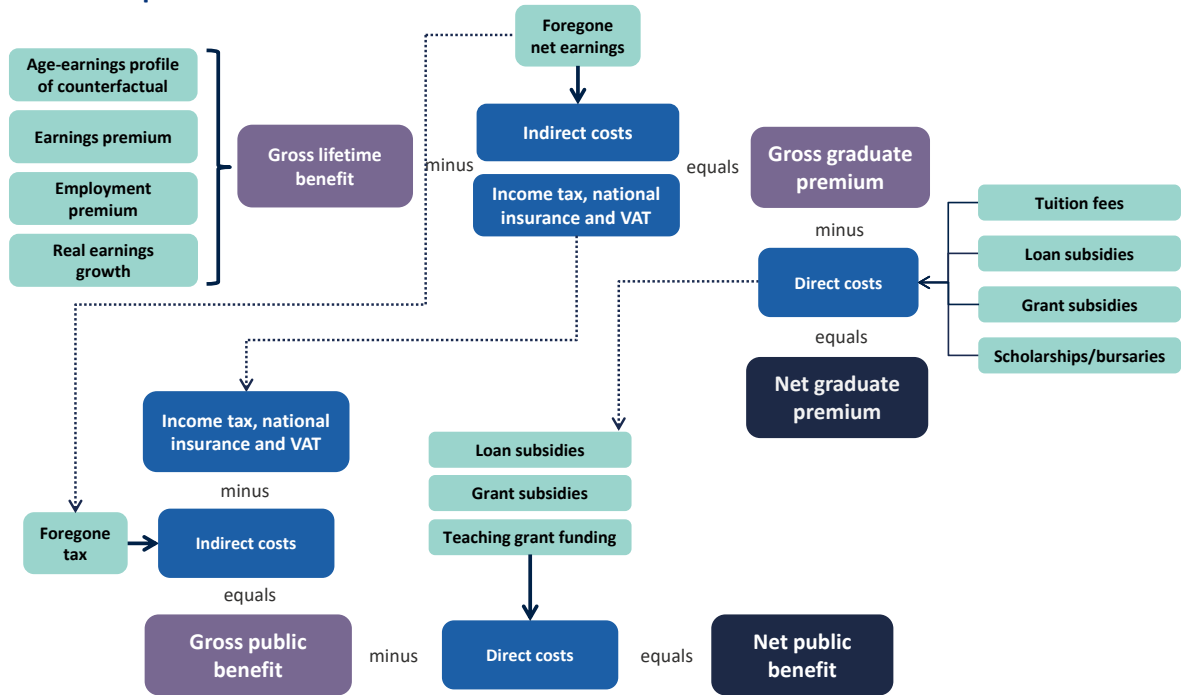 Foregone
net earnings
Age-earnings profile
of counterfactual
Earnings premium
Employment
premium
Real earnings
growth
Gross lifetime
benefit
minus
Indirect costs
Income tax, national
insurance and VAT
equals
Gross graduate
premium
minus
Direct costs
equals
Net graduate
premium
Tuition fees
Loan subsidies
Grant subsidies
Scholarships/bursaries
Income tax, national
insurance and VAT
minus
Foregone
tax
Indirect costs
equals
Loan subsidies
Grant subsidies
Teaching grant funding
Gross public
benefit
minus
Direct costs
equals
Net public
benefit